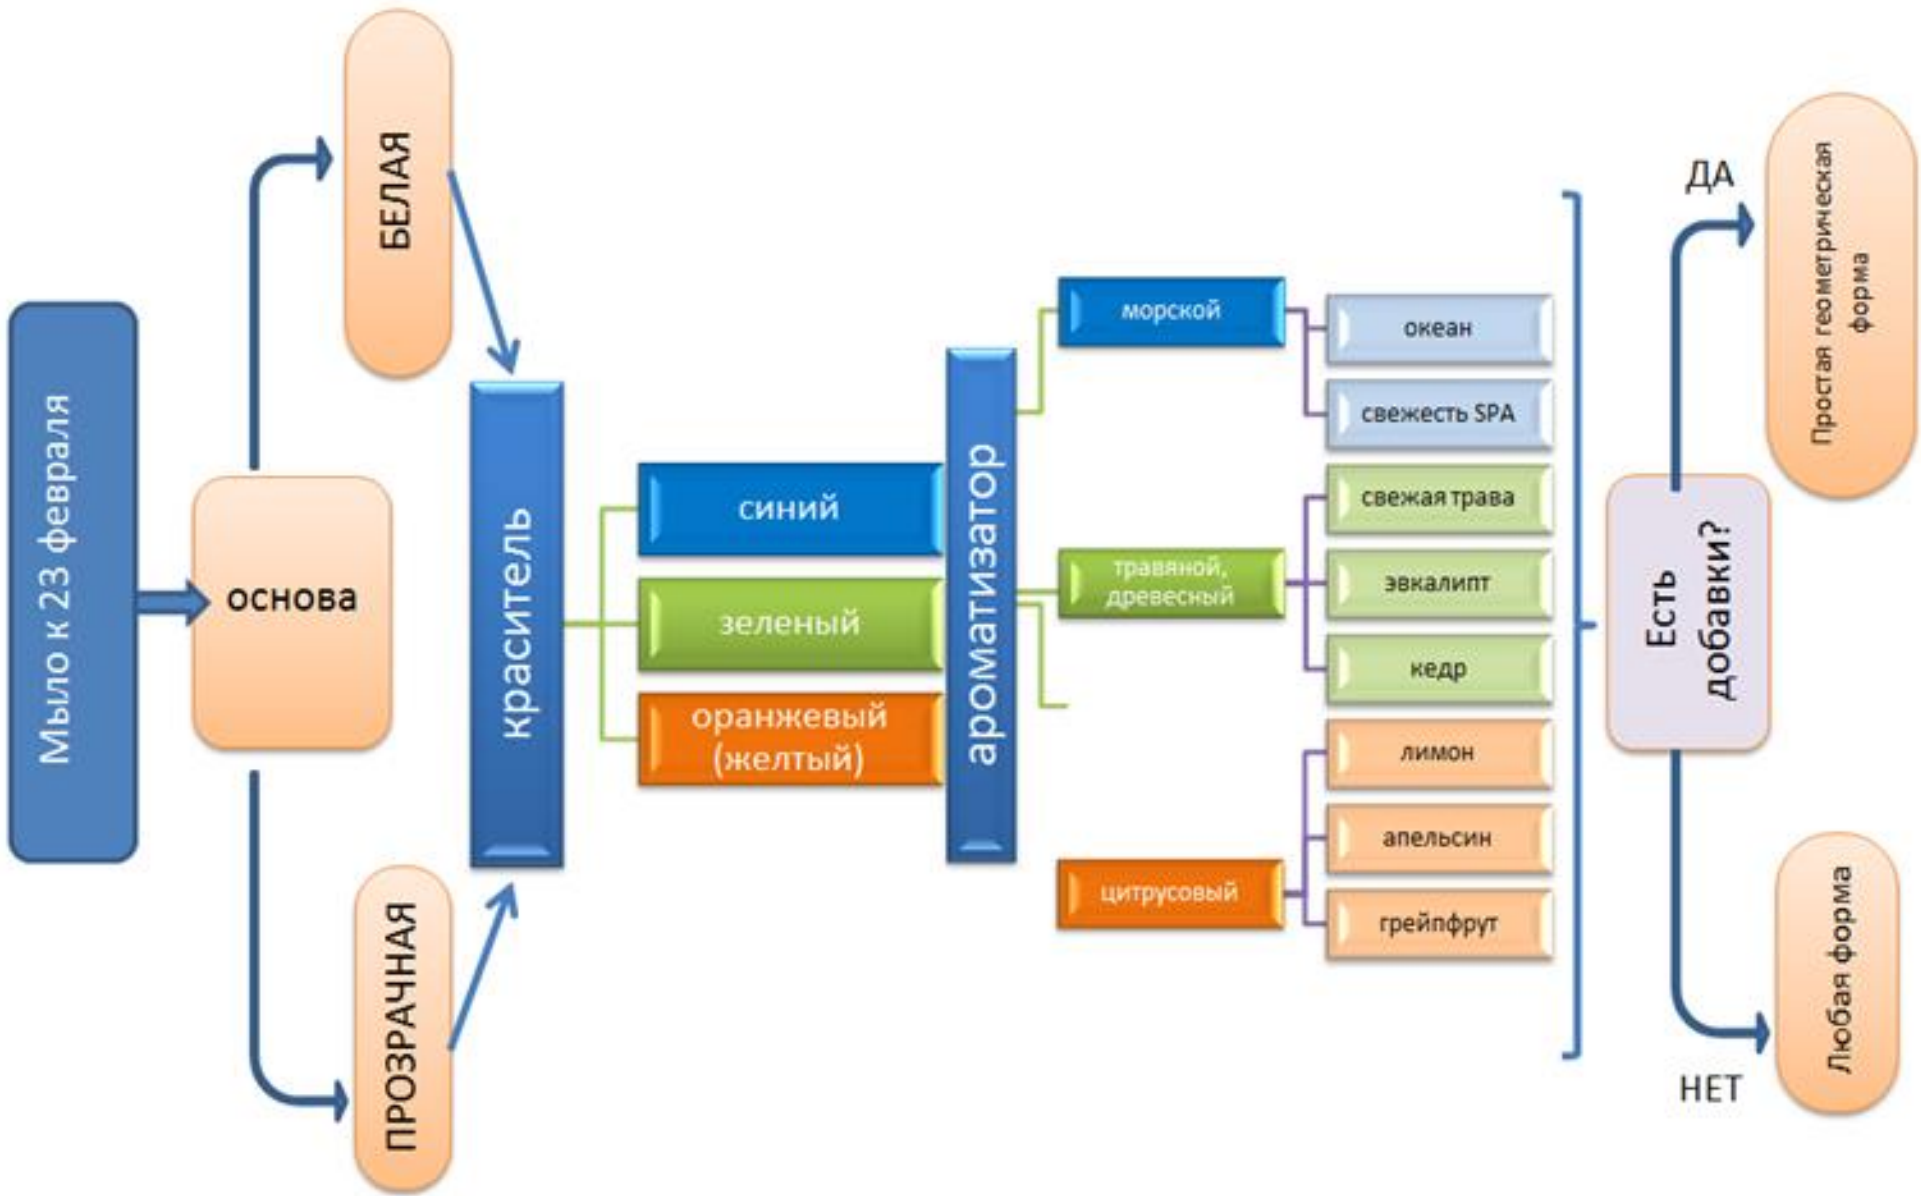 Мыло к 23 февраля
основа
БЕЛАЯ
ПРОЗРАЧНАЯ
краситель
синий
зеленый
оранжевый
(желтый)
ароматизатор
морской
океан
свежесть SPA
травяной,
древесный
свежая трава
эвкалипт
кедр
цитрусовый
лимон
апельсин
грейпфрут
Есть
добавки?
ДА
Простая геометрическая
форма
НЕТ
Любая форма